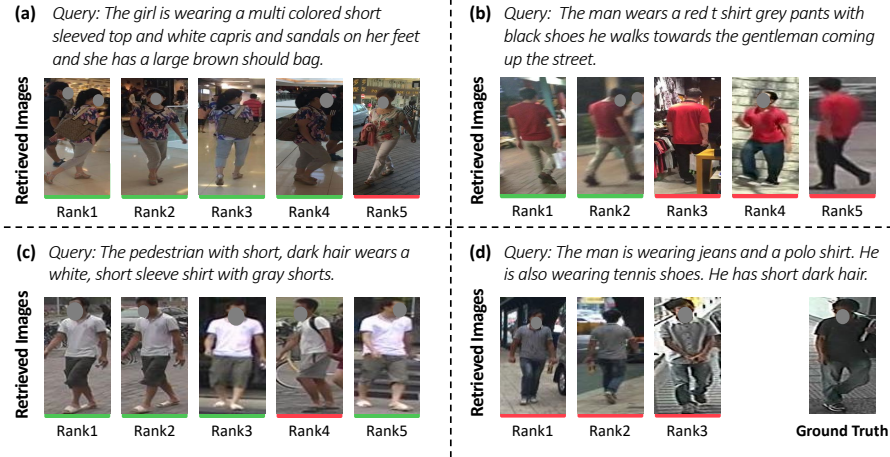 (a) Query: The girl is wearing a multi colored short
sleeved top and white capris and sandals on her feet
and she has a large brown should bag.
Retrieved Images
Rank1 Rank2 Rank3 Rank4 Rank5
(b) Query: The man wears a red t shirt grey pants with
black shoes he walks towards the gentleman coming
up the street.
Retrieved Images
Rank1 Rank2 Rank3 Rank4 Rank5
(c) Query: The pedestrian with short, dark hair wears a
white, short sleeve shirt with gray shorts.
Retrieved Images
Rank1 Rank2 Rank3 Rank4 Rank5
(d) Query: The man is wearing jeans and a polo shirt. He
is also wearing tennis shoes. He has short dark hair.
Retrieved Images
Rank1 Rank2 Rank3 Ground Truth